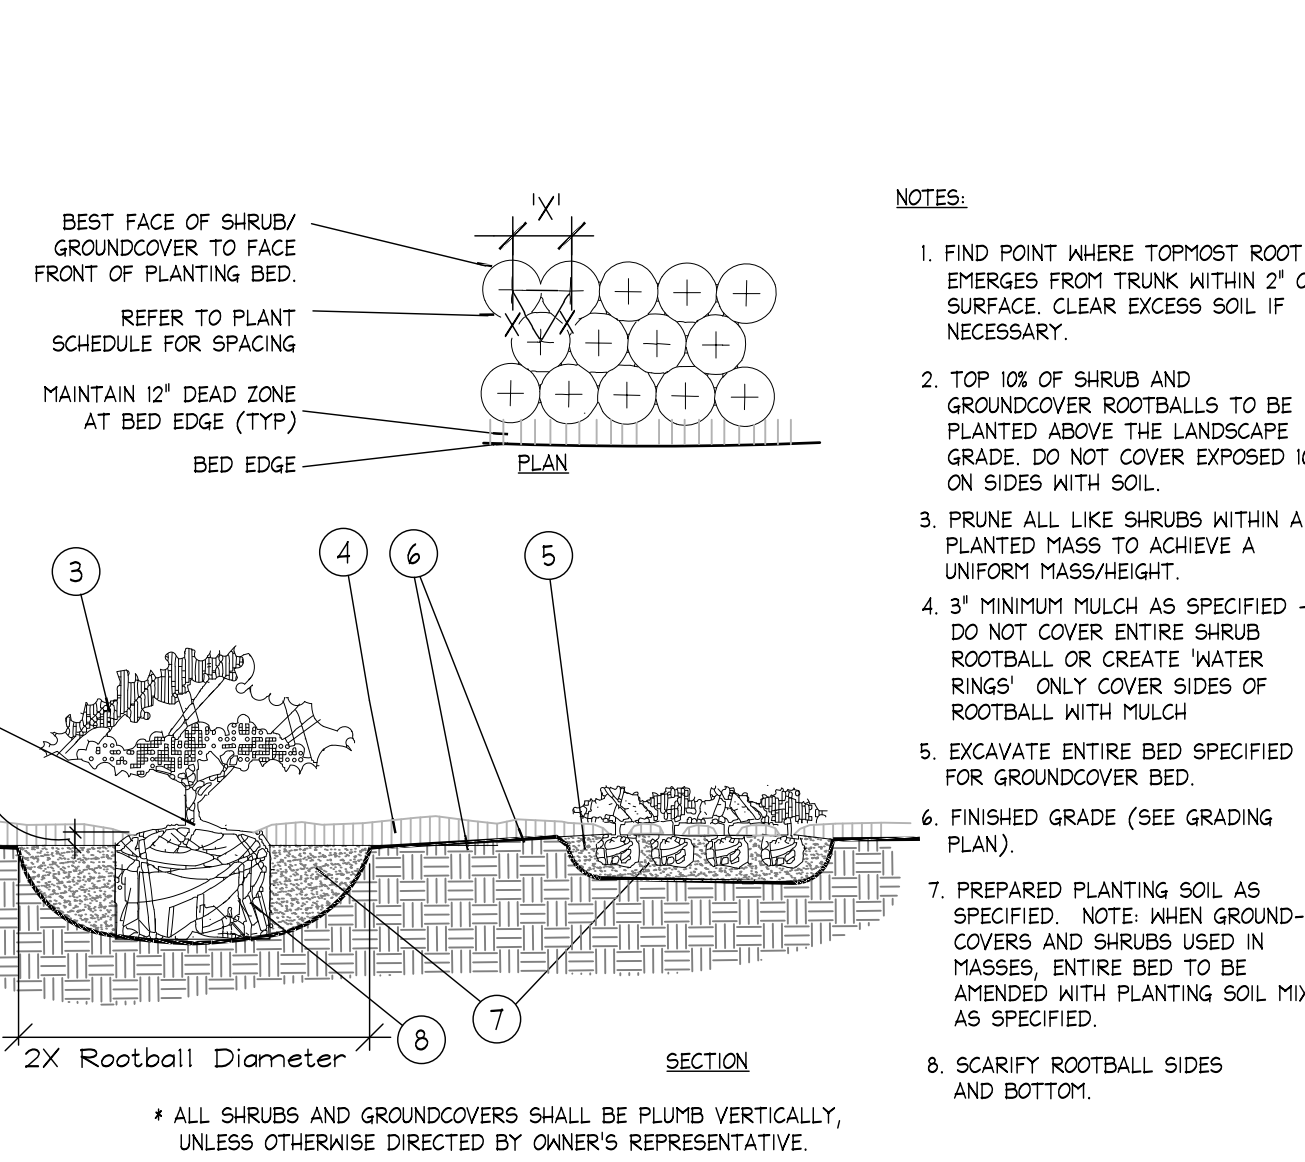 'X'
BEST FACE OF SHRUB/
GROUNDCOVER TO FACE
FRONT OF PLANTING BED.
REFER TO PLANT
SCHEDULE FOR SPACING
X X
MAINTAIN 12" DEAD ZONE
AT BED EDGE (TYP)
BED EDGE
PLAN
3
4
6
5
7
8
2X Rootball Diameter
SECTION
* ALL SHRUBS AND GROUNDCOVERS SHALL BE PLUMB VERTICALLY,
UNLESS OTHERWISE DIRECTED BY OWNER'S REPRESENTATIVE.
NOTES:
1. FIND POINT WHERE TOPMOST ROOT
EMERGES FROM TRUNK WITHIN 2"
SURFACE. CLEAR EXCESS SOIL IF
NECESSARY.
2. TOP 10% OF SHRUB AND
GROUNDCOVER ROOTBALLS TO BE
PLANTED ABOVE THE LANDSCAPE
GRADE. DO NOT COVER EXPOSED
ON SIDES WITH SOIL.
3. PRUNE ALL LIKE SHRUBS WITHIN A
PLANTED MASS TO ACHIEVE A
UNIFORM MASS/HEIGHT.
4. 3" MINIMUM MULCH AS SPECIFIED -
DO NOT COVER ENTIRE SHRUB
ROOTBALL OR CREATE 'WATER
RINGS' ONLY COVER SIDES OF
ROOTBALL WITH MULCH
5. EXCAVATE ENTIRE BED SPECIFIED
FOR GROUNDCOVER BED.
6. FINISHED GRADE (SEE GRADING
PLAN).
7. PREPARED PLANTING SOIL AS
SPECIFIED. NOTE: WHEN GROUND-
COVERS AND SHRUBS USED IN
MASSES, ENTIRE BED TO BE
AMENDED WITH PLANTING SOIL MIX
AS SPECIFIED.
8. SCARIFY ROOTBALL SIDES
AND BOTTOM.